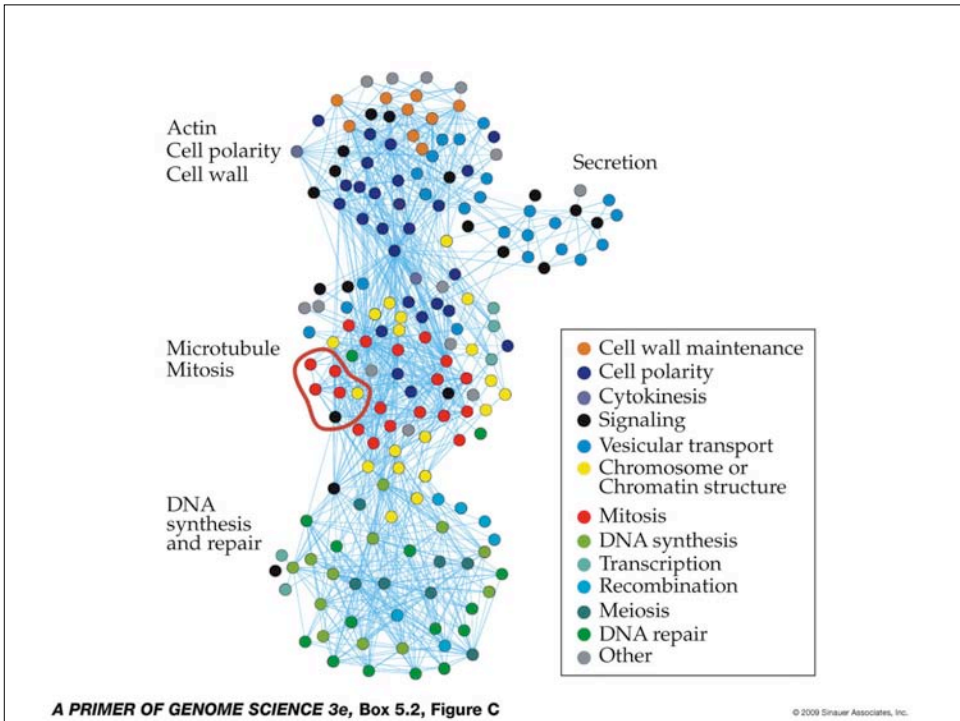 Actin
Cell polarity
Cell wall
Secretion
Microtubule
Mitosis
DNA
synthesis
and repair
Cell wall maintenance
Cell polarity
Cytokinesis
Signaling
Vesicular transport
Chromosome or
Chromatin structure
Mitosis
DNA synthesis
Transcription
Recombination
Meiosis
DNA repair
Other
A PRIMER OF GENOME SCIENCE 3e, Box 5.2, Figure C
© 2009 Sinauer Associates, Inc.